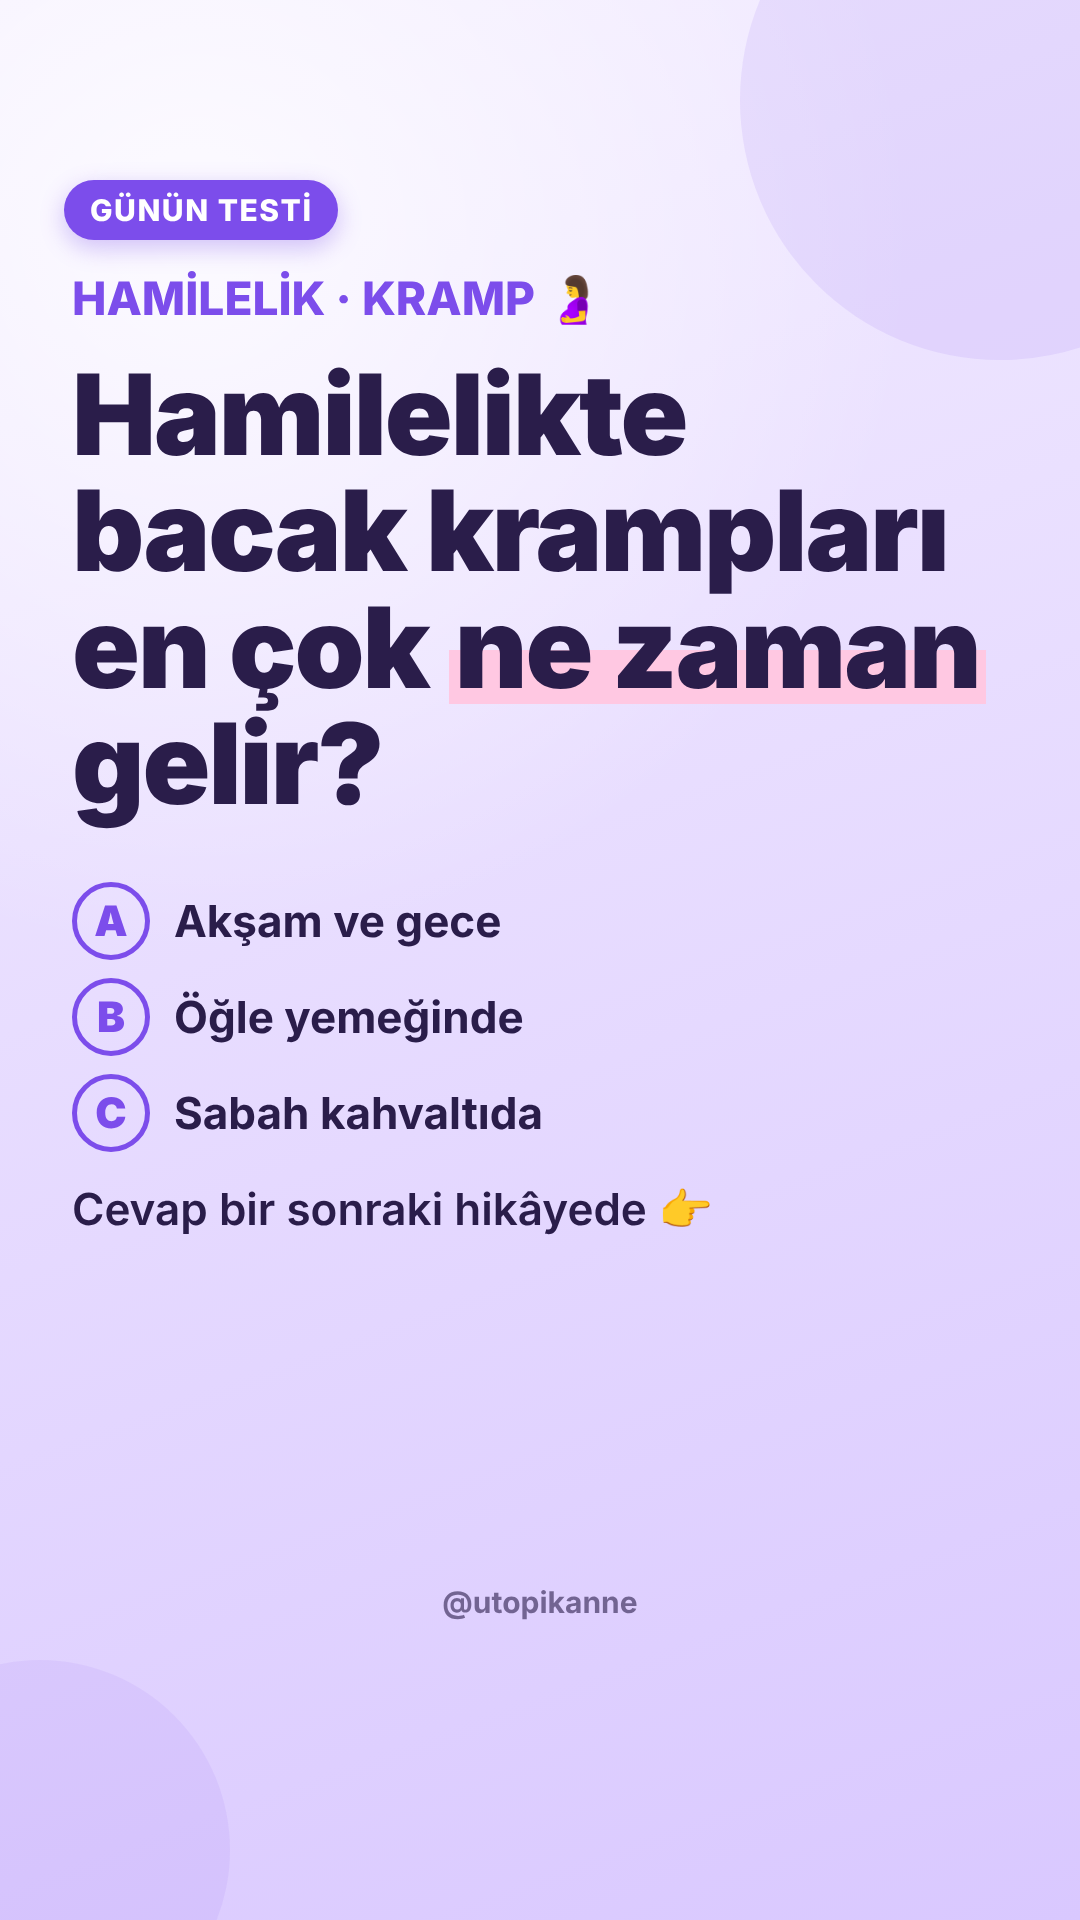 GÜNÜN TESTİ
HAMİLELİK · KRAMP 🤰
Hamilelikte
bacak krampları
en çok ne zaman
gelir?
A Akşam ve gece
B Öğle yemeğinde
C Sabah kahvaltıda
Cevap bir sonraki hikâyede 👉
@utopikanne